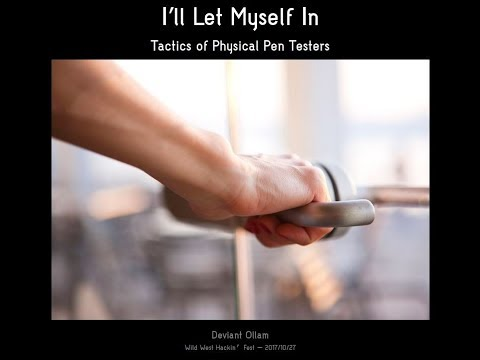 I'll Let Myself In
Tactics of Physical Pen Testers
Deviant Ollam
Wild West Hackin' Fest — 2017/10/27